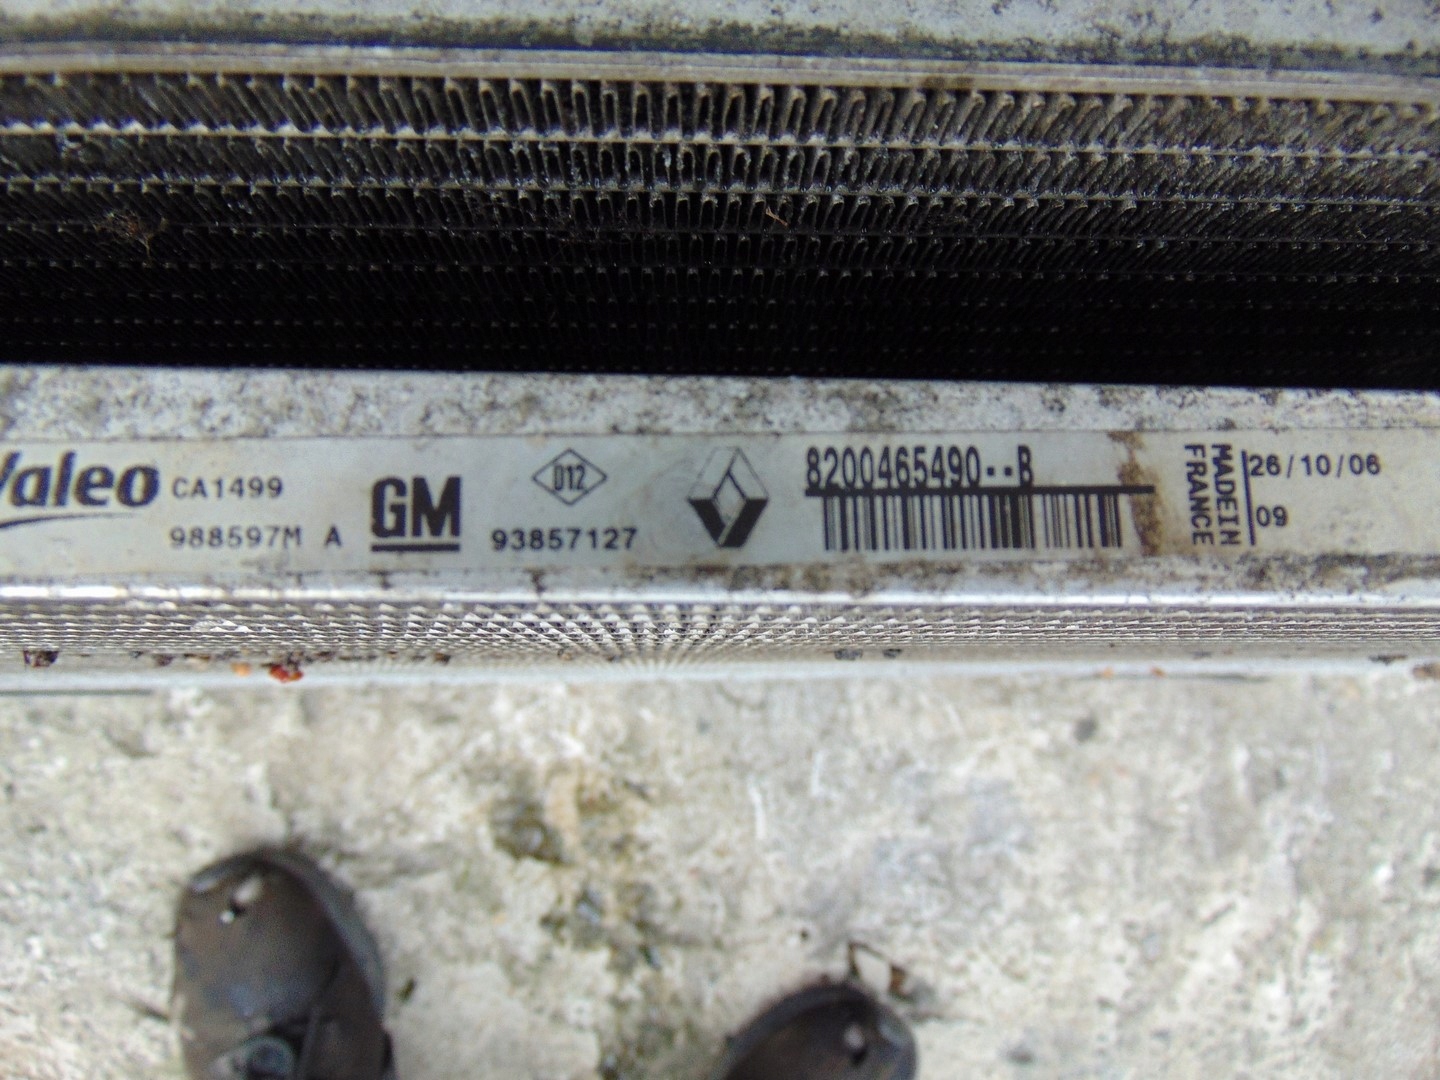 Valeo CA1499
988597M A
GM
D12
93857127
8200465490--B
MADE IN
FRANCE
26/10/06
09